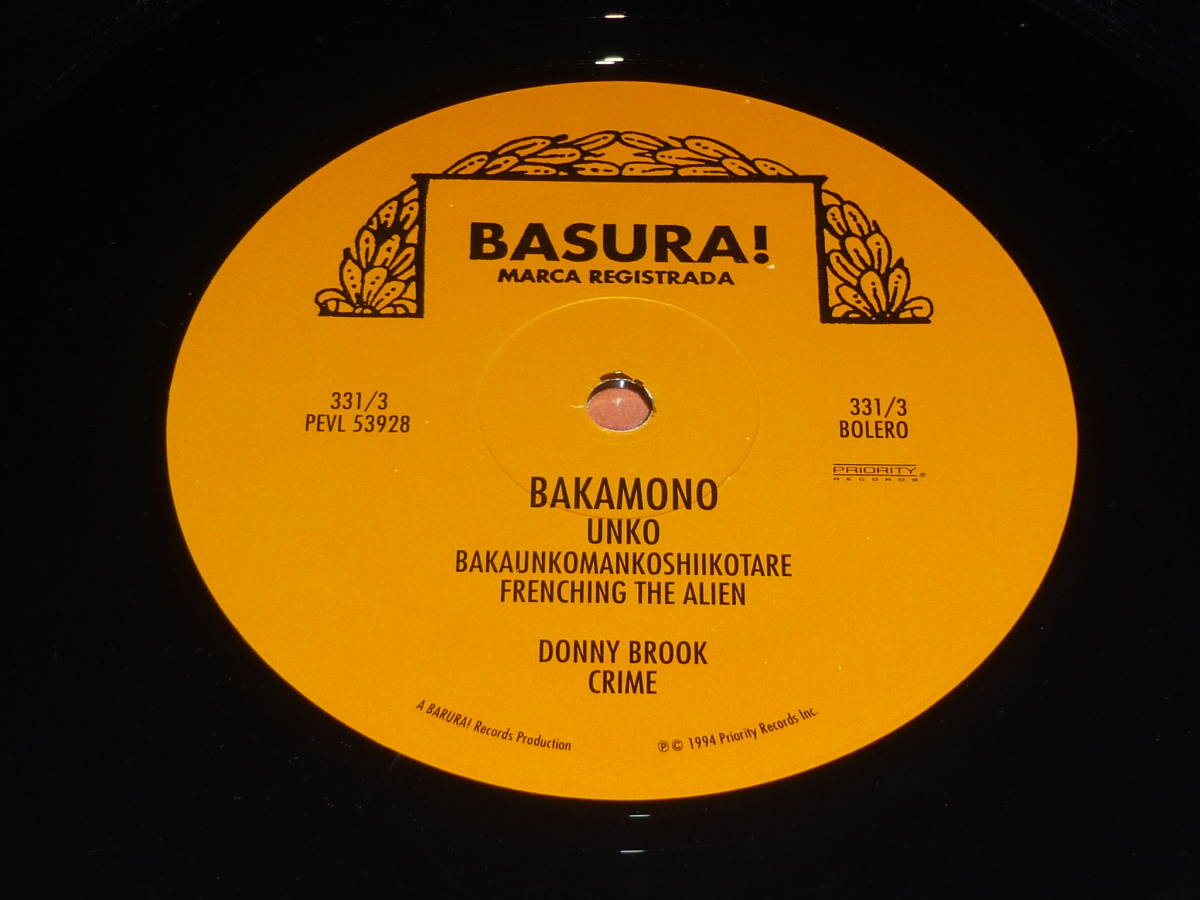 BASURA!
MARCA REGISTRADA
331/3
PEVL 53928
331/3
BOLERO
PRIORITY
RECORDS®
BAKAMONO
UNKO
BAKAUNKOMANKOSHIIKOTARE
FRENCHING THE ALIEN
DONNY BROOK
CRIME
A BARURA! Records Production
℗ © 1994 Priority Records Inc.